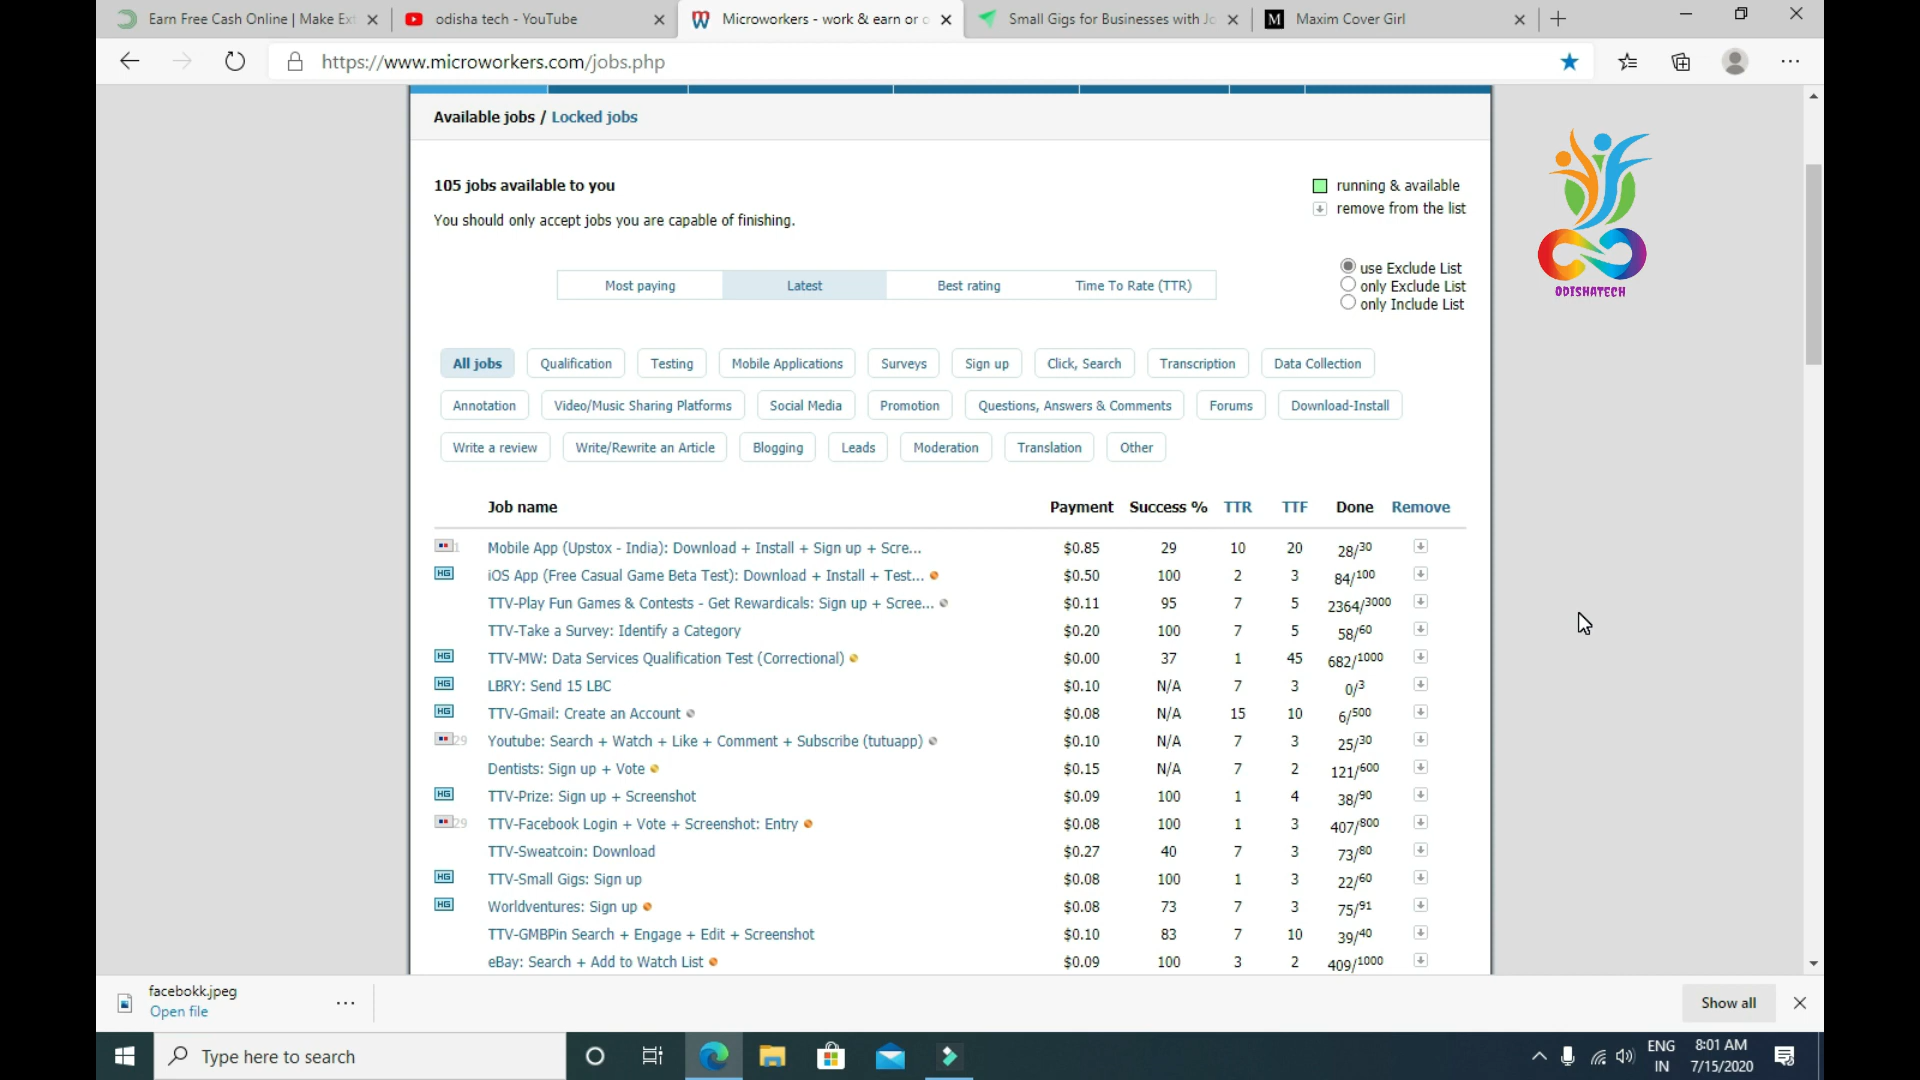 Earn Free Cash Online | Make Ext
odisha tech - YouTube
Microworkers - work & earn or o
Small Gigs for Businesses with Jo
Maxim Cover Girl
https://www.microworkers.com/jobs.php
Available jobs / Locked jobs
105 jobs available to you
You should only accept jobs you are capable of finishing.
running & available
remove from the list
ODISHATECH
Most paying Latest Best rating Time To Rate (TTR)
use Exclude List
only Exclude List
only Include List
All jobs Qualification Testing Mobile Applications Surveys Sign up Click, Search Transcription Data Collection
Annotation Video/Music Sharing Platforms Social Media Promotion Questions, Answers & Comments Forums Download-Install
Write a review Write/Rewrite an Article Blogging Leads Moderation Translation Other
Job name Payment Success % TTR TTF Done Remove
1 Mobile App (Upstox - India): Download + Install + Sign up + Scre... $0.85 29 10 20 28/30
HG iOS App (Free Casual Game Beta Test): Download + Install + Test... $0.50 100 2 3 84/100
TTV-Play Fun Games & Contests - Get Rewardicals: Sign up + Scree... $0.11 95 7 5 2364/3000
TTV-Take a Survey: Identify a Category $0.20 100 7 5 58/60
HG TTV-MW: Data Services Qualification Test (Correctional) $0.00 37 1 45 682/1000
HG LBRY: Send 15 LBC $0.10 N/A 7 3 0/3
HG TTV-Gmail: Create an Account $0.08 N/A 15 10 6/500
29 Youtube: Search + Watch + Like + Comment + Subscribe (tutuapp) $0.10 N/A 7 3 25/30
Dentists: Sign up + Vote $0.15 N/A 7 2 121/600
HG TTV-Prize: Sign up + Screenshot $0.09 100 1 4 38/90
29 TTV-Facebook Login + Vote + Screenshot: Entry $0.08 100 1 3 407/800
TTV-Sweatcoin: Download $0.27 40 7 3 73/80
HG TTV-Small Gigs: Sign up $0.08 100 1 3 22/60
HG Worldventures: Sign up $0.08 73 7 3 75/91
TTV-GMBPin Search + Engage + Edit + Screenshot $0.10 83 7 10 39/40
eBay: Search + Add to Watch List $0.09 100 3 2 409/1000
facebokk.jpeg
Open file
Show all
Type here to search
ENG
IN
8:01 AM
7/15/2020